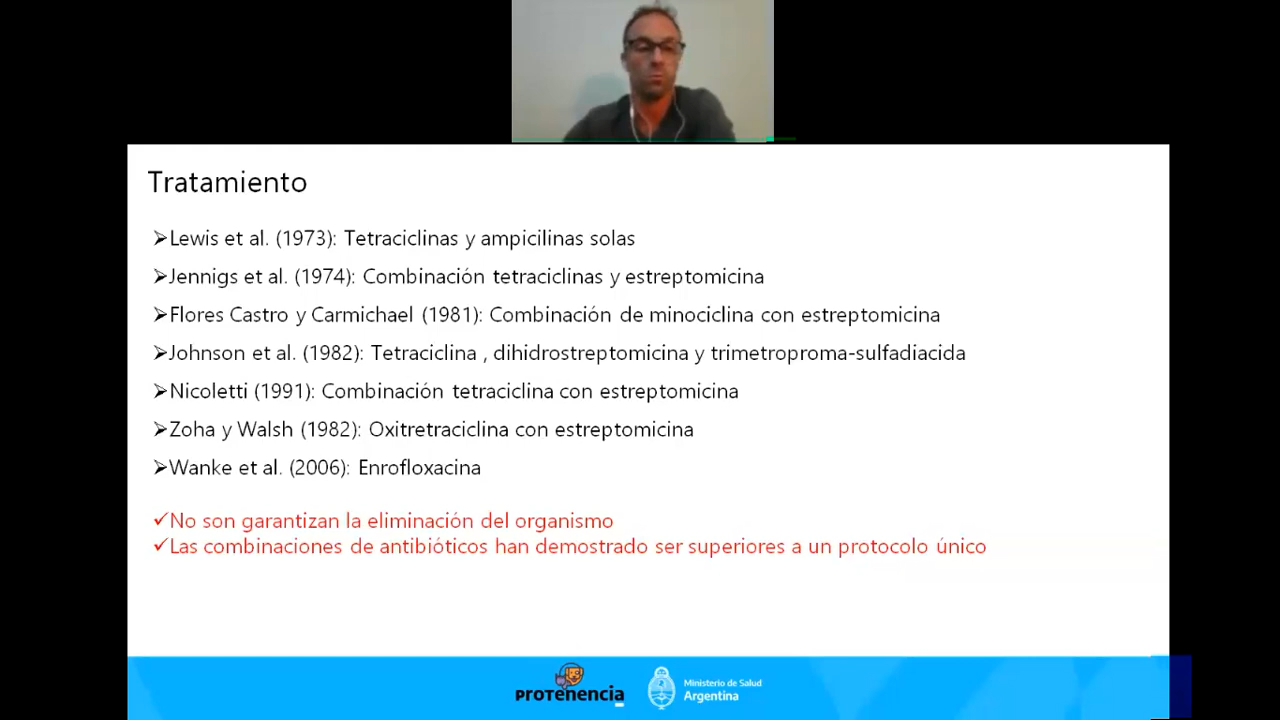 Tratamiento
➢Lewis et al. (1973): Tetraciclinas y ampicilinas solas
➢Jennigs et al. (1974): Combinación tetraciclinas y estreptomicina
➢Flores Castro y Carmichael (1981): Combinación de minociclina con estreptomicina
➢Johnson et al. (1982): Tetraciclina , dihidrostreptomicina y trimetroproma-sulfadiacida
➢Nicoletti (1991): Combinación tetraciclina con estreptomicina
➢Zoha y Walsh (1982): Oxitretraciclina con estreptomicina
➢Wanke et al. (2006): Enrofloxacina
✓No son garantizan la eliminación del organismo
✓Las combinaciones de antibióticos han demostrado ser superiores a un protocolo único
PROTENENCIA
Ministerio de Salud
Argentina